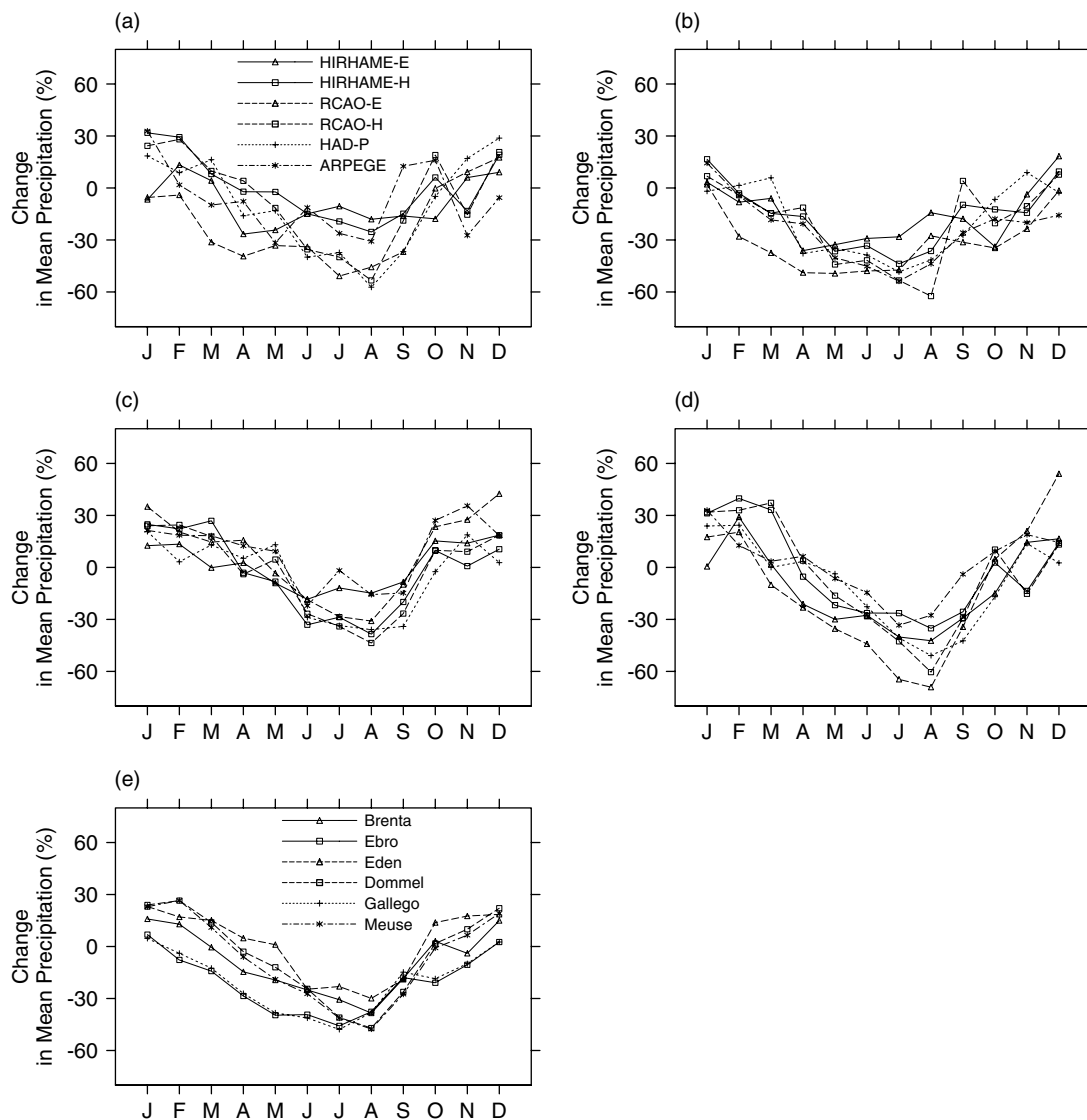 (a)
Change
in Mean Precipitation (%)
60
30
0
-30
-60
HIRHAME-E
HIRHAME-H
RCAO-E
RCAO-H
HAD-P
ARPEGE
J F M A M J J A S O N D
(b)
Change
in Mean Precipitation (%)
60
30
0
-30
-60
J F M A M J J A S O N D
(c)
Change
in Mean Precipitation (%)
60
30
0
-30
-60
J F M A M J J A S O N D
(d)
Change
in Mean Precipitation (%)
60
30
0
-30
-60
J F M A M J J A S O N D
(e)
Change
in Mean Precipitation (%)
60
30
0
-30
-60
Brenta
Ebro
Eden
Dommel
Gallego
Meuse
J F M A M J J A S O N D